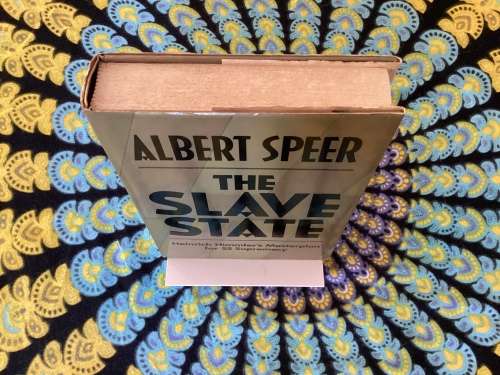 ALBERT SPEER
THE
SLAVE
STATE
Heinrich Himmler's Masterplan
for SS Supremacy